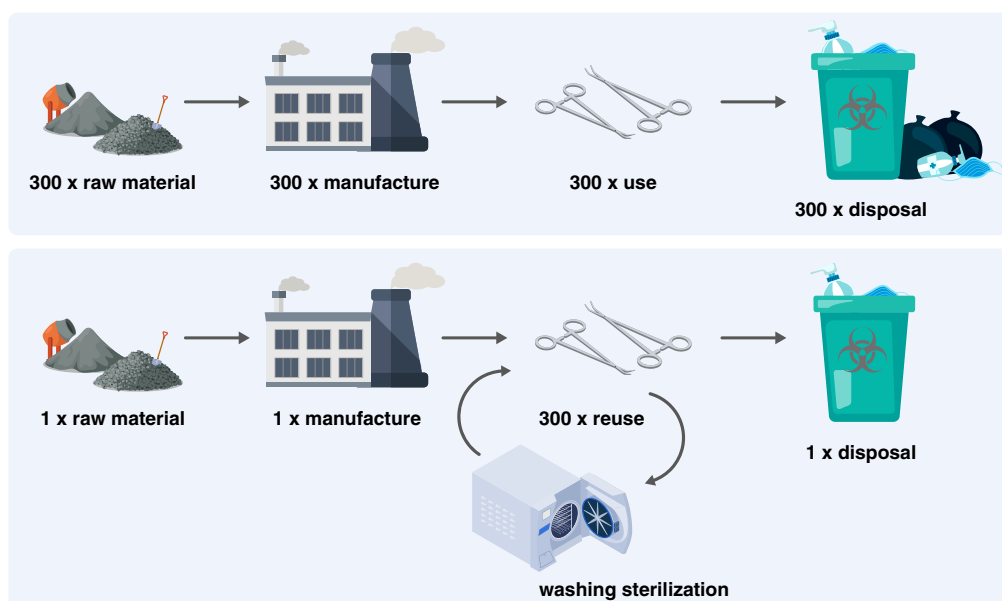 300 x raw material
300 x manufacture
300 x use
300 x disposal
1 x raw material
1 x manufacture
300 x reuse
1 x disposal
washing sterilization